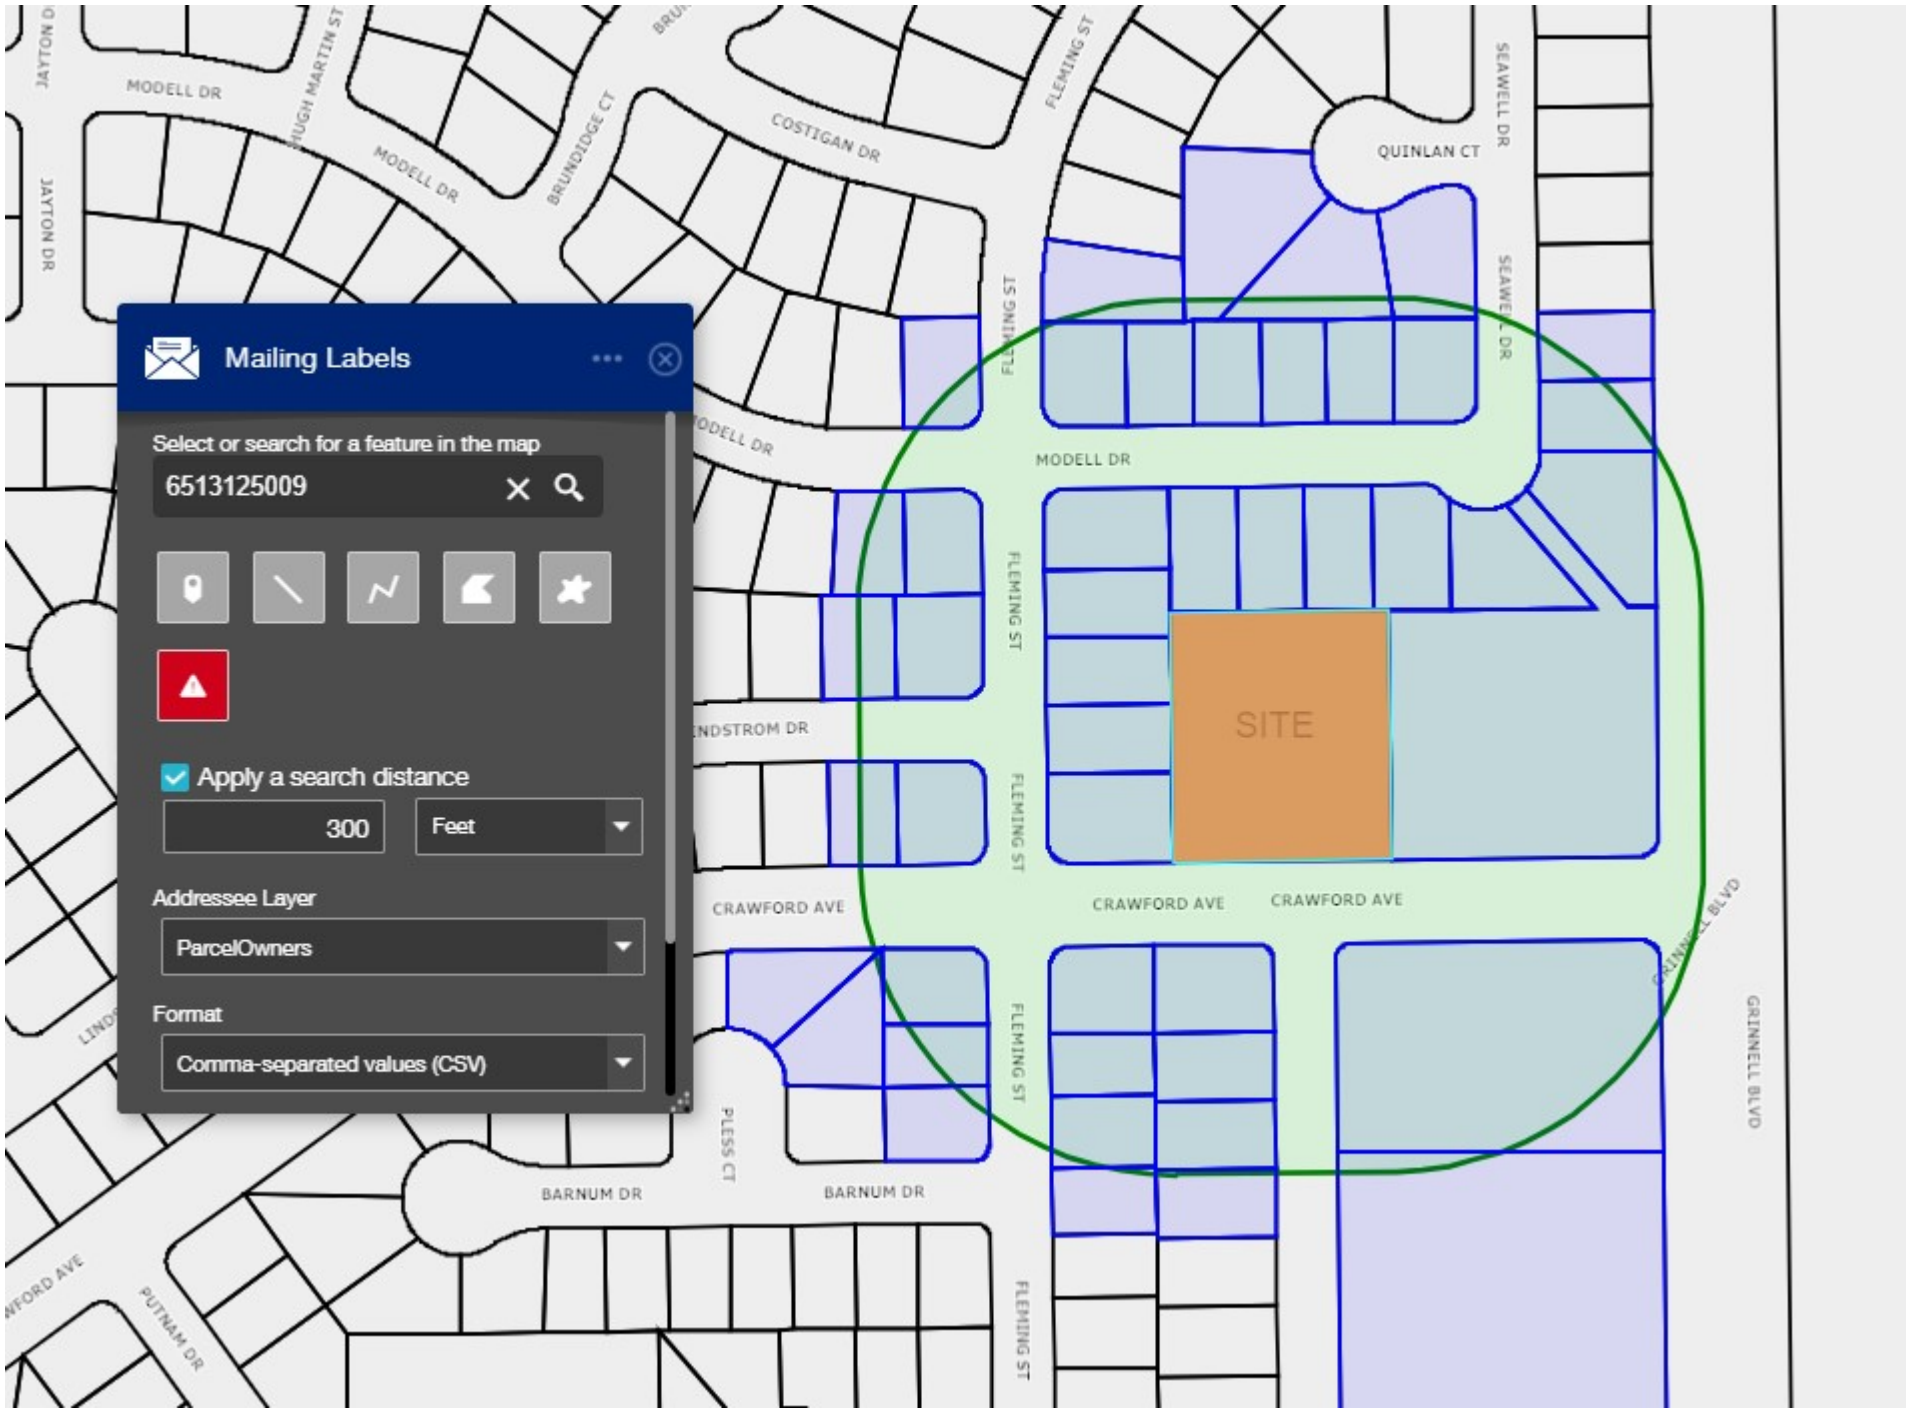 JAYTON D
MODELL DR
HUGH MARTIN ST
MODELL DR
BRUNDIDGE CT
COSTIGAN DR
FLEMING ST
QUINLAN CT
SEAWELL DR
JAYTON DR
FLEMING ST
SEAWELL DR
Mailing Labels
Select or search for a feature in the map
6513125009
Apply a search distance
300
Feet
Addressee Layer
ParcelOwners
Format
Comma-separated values (CSV)
MODELL DR
MODELL DR
FLEMING ST
SITE
NDSTROM DR
FLEMING ST
CRAWFORD AVE
CRAWFORD AVE
CRAWFORD AVE
GRINNELL BLVD
GRINNELL BLVD
LINDS
FLEMING ST
PLESS CT
BARNUM DR
BARNUM DR
WFORD AVE
PUTNAM DR
FLEMING ST